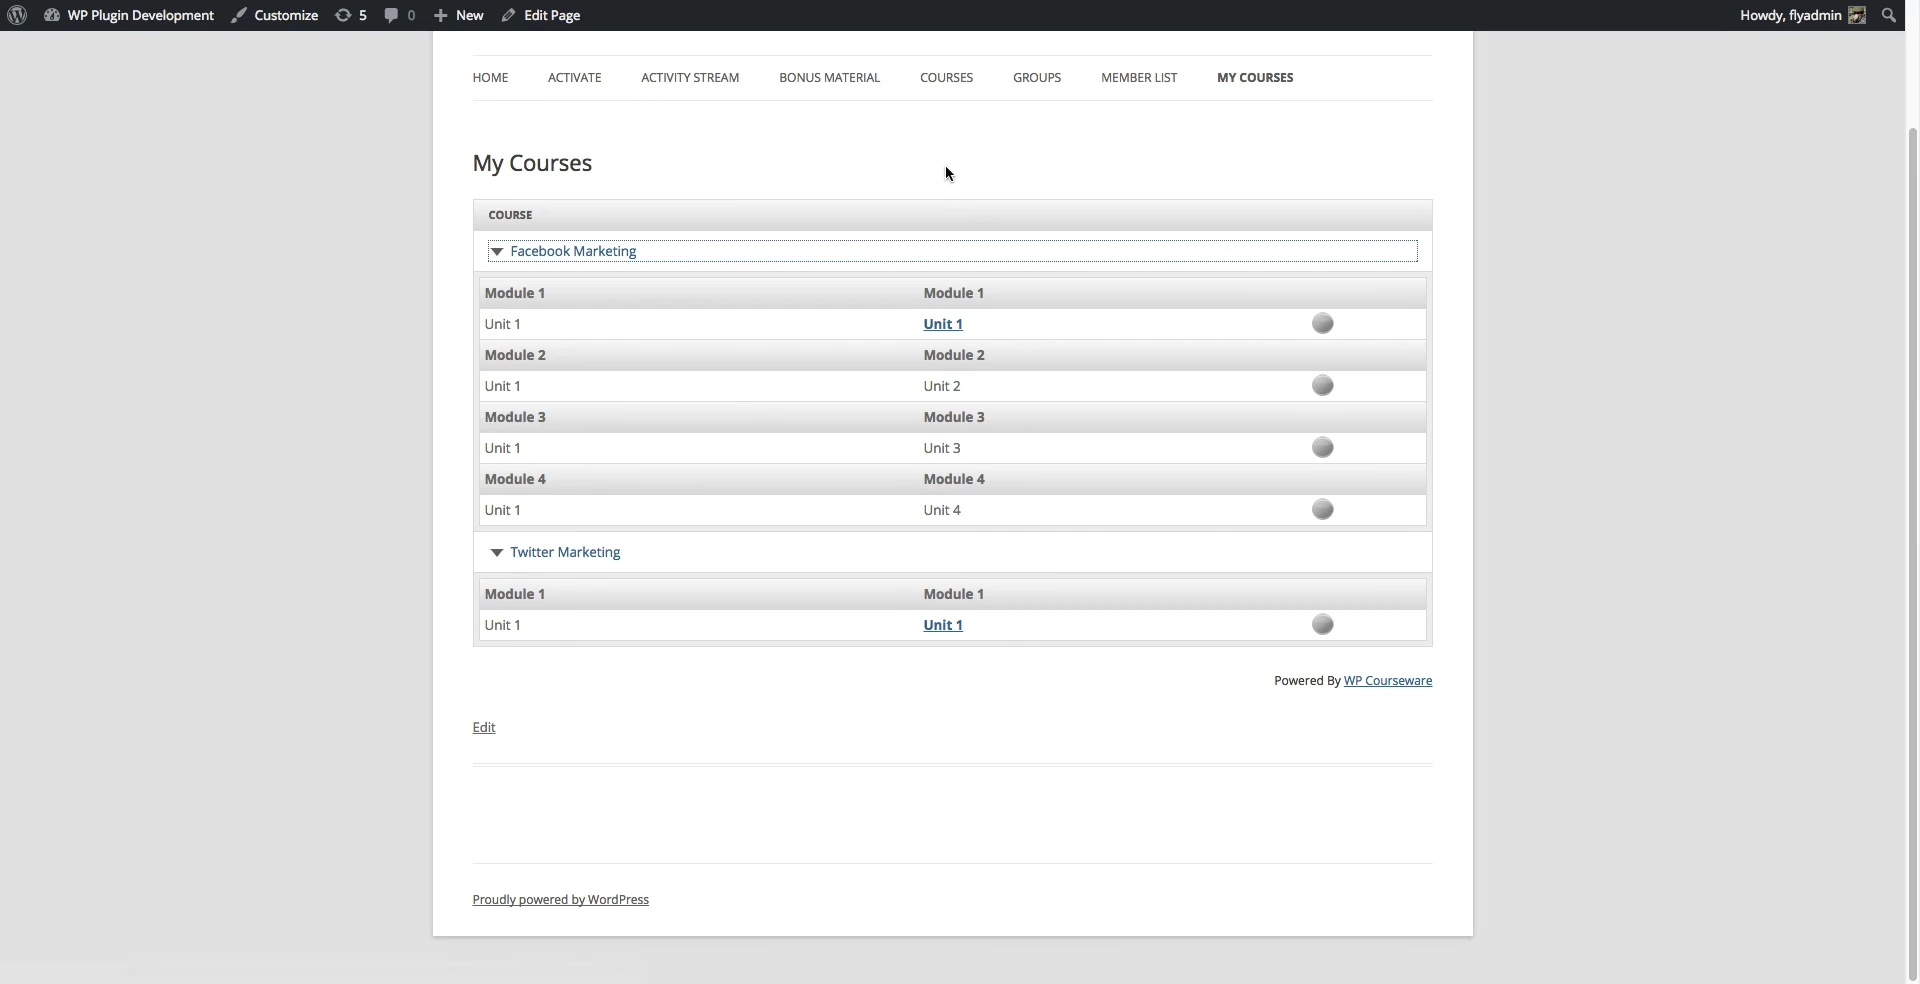 WP Plugin Development Customize 5 0 New Edit Page Howdy, flyadmin
HOME ACTIVATE ACTIVITY STREAM BONUS MATERIAL COURSES GROUPS MEMBER LIST MY COURSES
My Courses
COURSE
Facebook Marketing
Module 1 Module 1
Unit 1 Unit 1
Module 2 Module 2
Unit 1 Unit 2
Module 3 Module 3
Unit 1 Unit 3
Module 4 Module 4
Unit 1 Unit 4
Twitter Marketing
Module 1 Module 1
Unit 1 Unit 1
Powered By WP Courseware
Edit
Proudly powered by WordPress